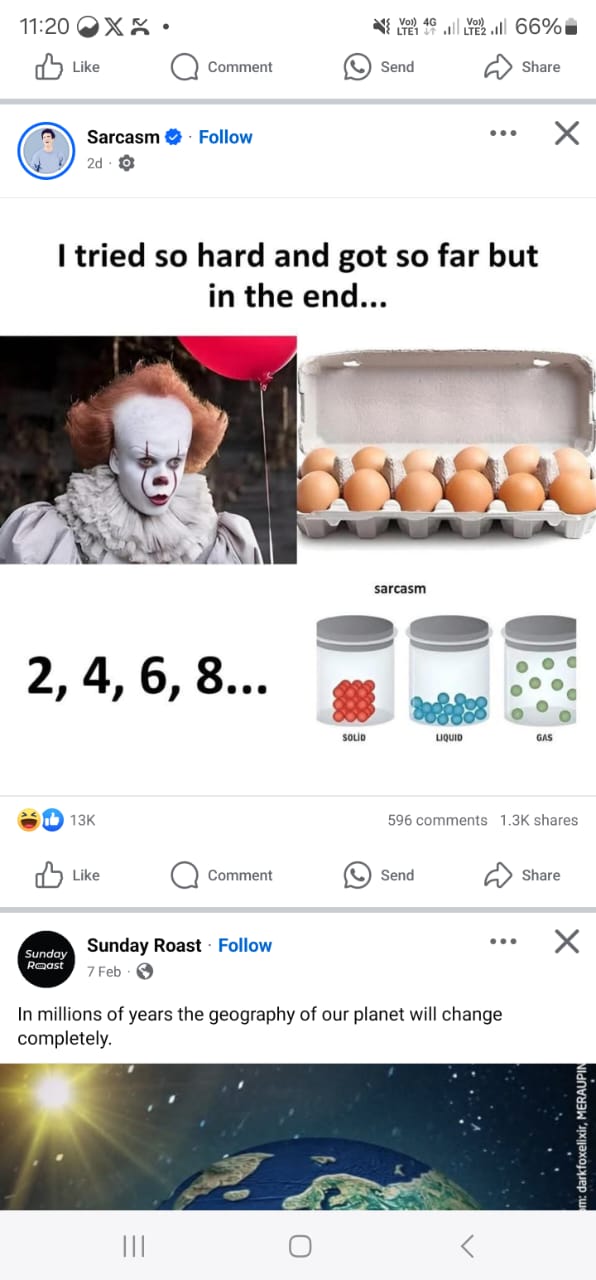 11:20
Vo)) 4G Vo)) 66%
LTE1 LTE2
Like Comment Send Share
Sarcasm · Follow
2d ·
I tried so hard and got so far but
in the end...
sarcasm
2, 4, 6, 8...
SOLID LIQUID GAS
13K 596 comments 1.3K shares
Like Comment Send Share
Sunday Roast
Sunday Roast · Follow
7 Feb ·
In millions of years the geography of our planet will change
completely.
om: darkfoxelixir, MERAUPIN